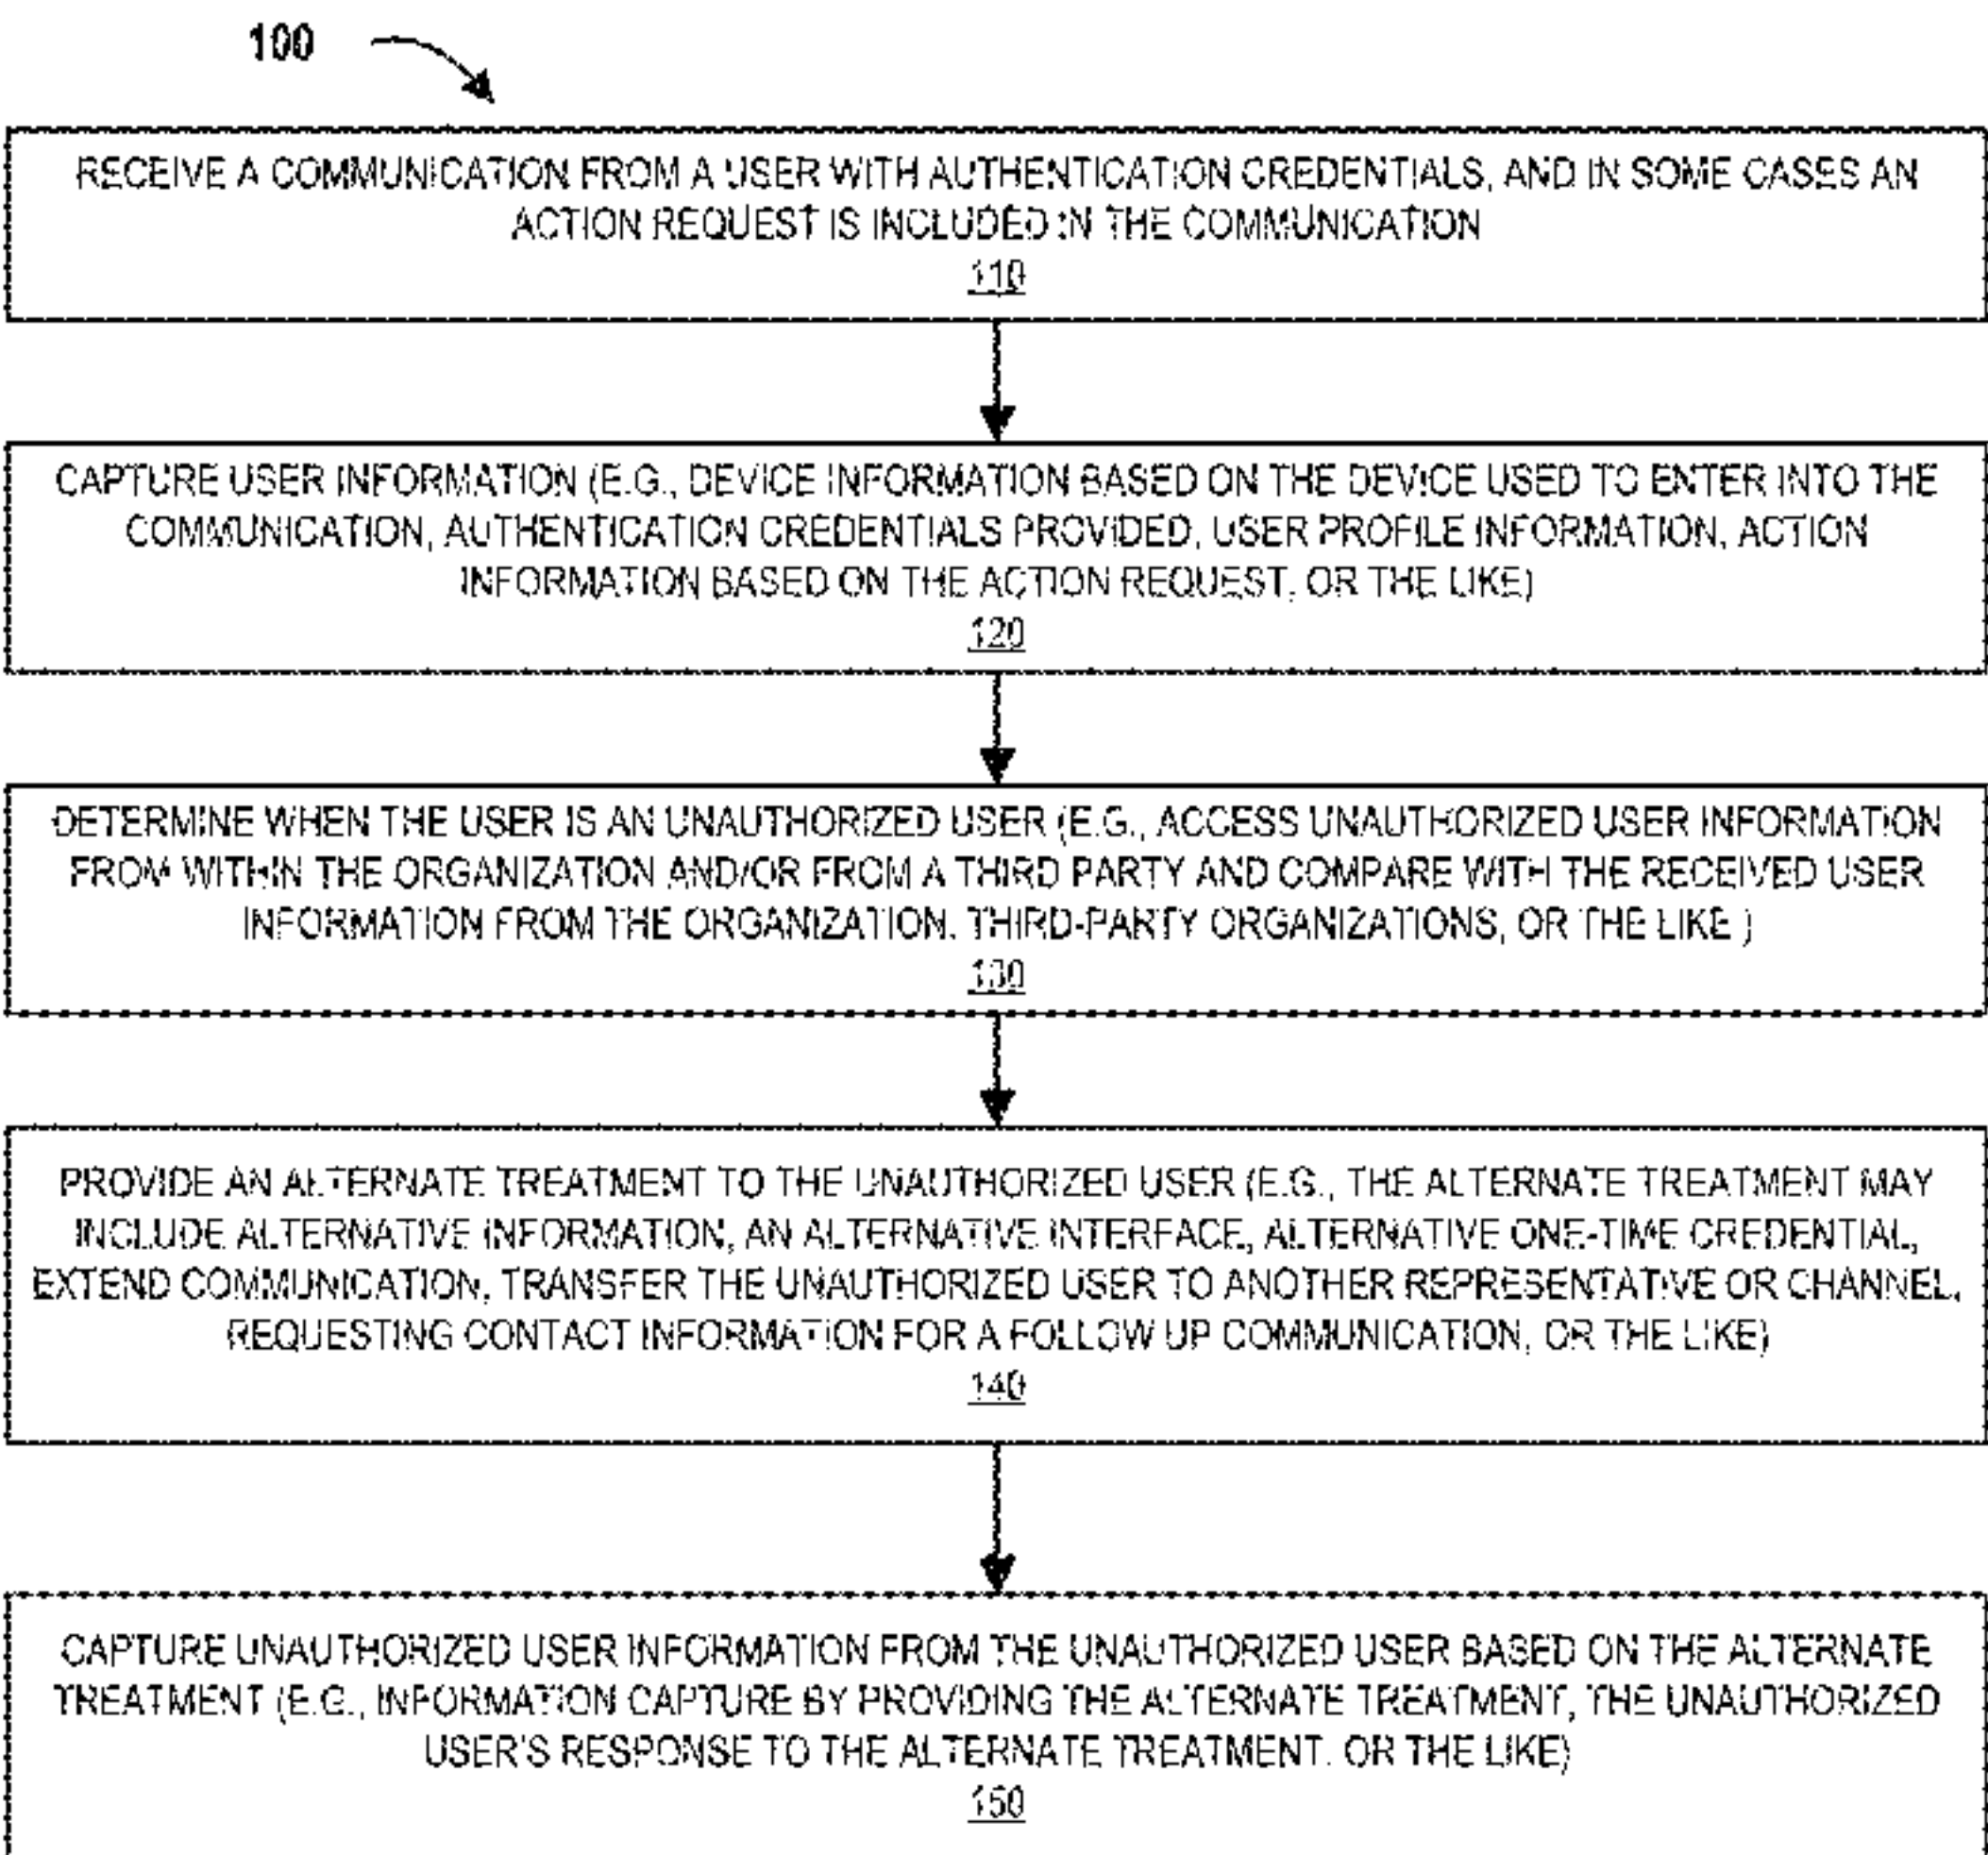 100
RECEIVE A COMMUNICATION FROM A USER WITH AUTHENTICATION CREDENTIALS, AND IN SOME CASES AN
ACTION REQUEST IS INCLUDED IN THE COMMUNICATION
110
CAPTURE USER INFORMATION (E.G., DEVICE INFORMATION BASED ON THE DEVICE USED TO ENTER INTO THE
COMMUNICATION, AUTHENTICATION CREDENTIALS PROVIDED, USER PROFILE INFORMATION, ACTION
INFORMATION BASED ON THE ACTION REQUEST, OR THE LIKE)
120
DETERMINE WHEN THE USER IS AN UNAUTHORIZED USER (E.G., ACCESS UNAUTHORIZED USER INFORMATION
FROM WITHIN THE ORGANIZATION AND/OR FROM A THIRD PARTY AND COMPARE WITH THE RECEIVED USER
INFORMATION FROM THE ORGANIZATION, THIRD-PARTY ORGANIZATIONS, OR THE LIKE )
130
PROVIDE AN ALTERNATE TREATMENT TO THE UNAUTHORIZED USER (E.G., THE ALTERNATE TREATMENT MAY
INCLUDE ALTERNATIVE INFORMATION, AN ALTERNATIVE INTERFACE, ALTERNATIVE ONE-TIME CREDENTIAL,
EXTEND COMMUNICATION, TRANSFER THE UNAUTHORIZED USER TO ANOTHER REPRESENTATIVE OR CHANNEL,
REQUESTING CONTACT INFORMATION FOR A FOLLOW UP COMMUNICATION, OR THE LIKE)
140
CAPTURE UNAUTHORIZED USER INFORMATION FROM THE UNAUTHORIZED USER BASED ON THE ALTERNATE
TREATMENT (E.G., INFORMATION CAPTURE BY PROVIDING THE ALTERNATE TREATMENT, THE UNAUTHORIZED
USER'S RESPONSE TO THE ALTERNATE TREATMENT, OR THE LIKE)
150